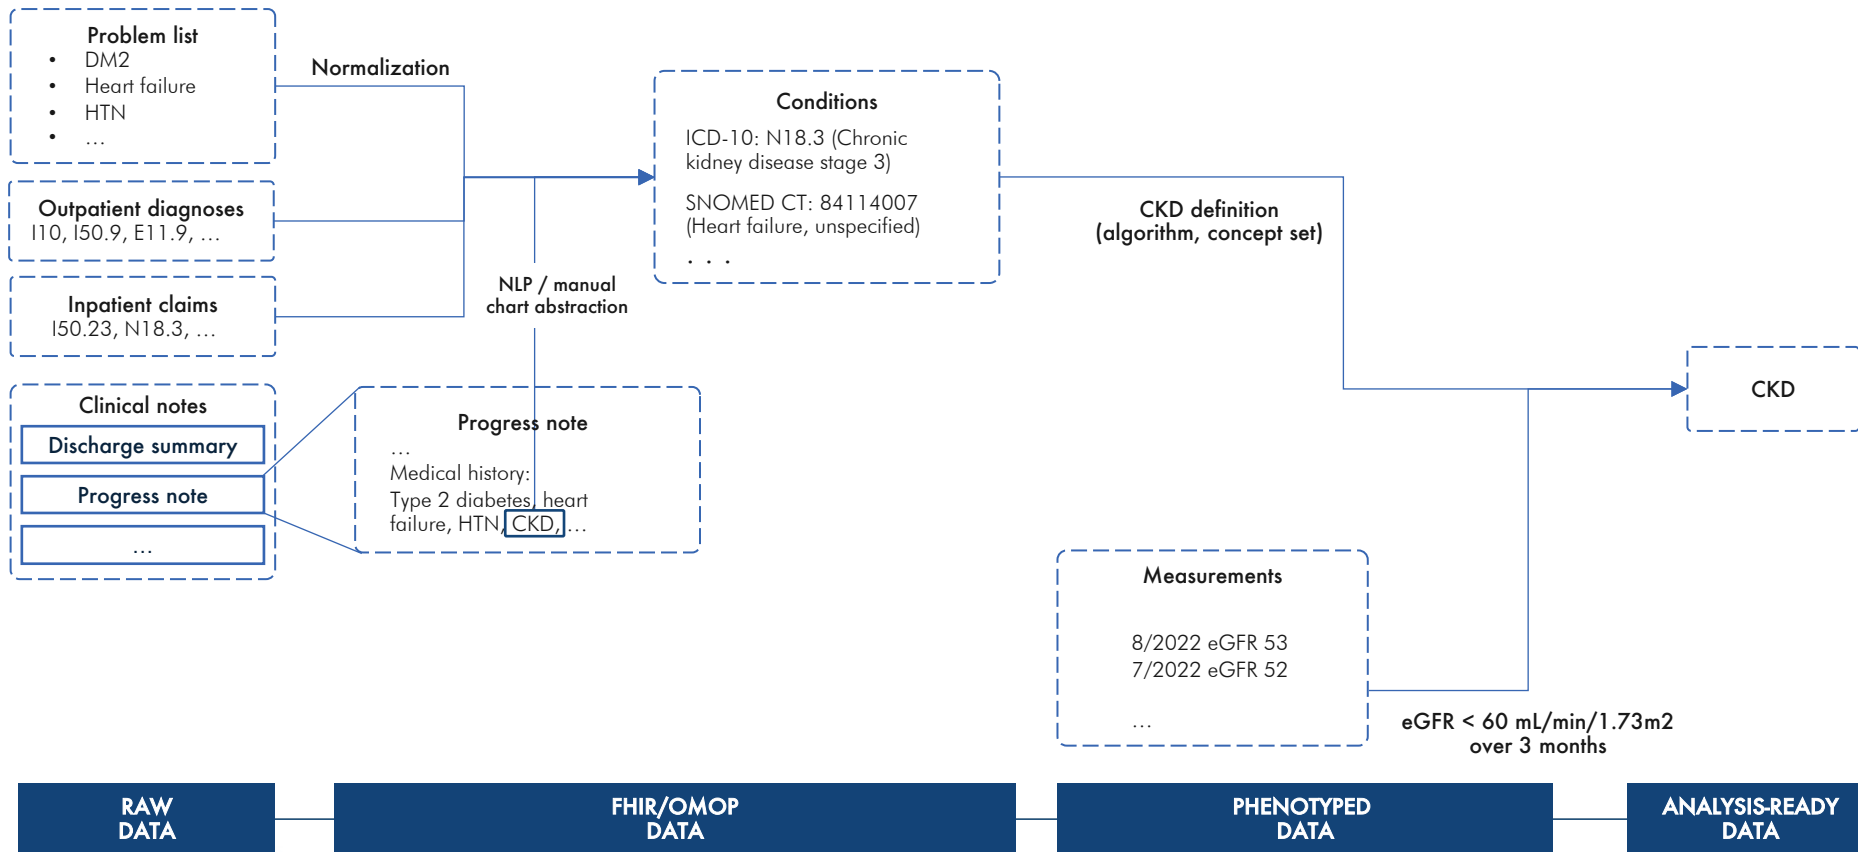 Problem list
• DM2
• Heart failure
• HTN
• ...
Normalization
Outpatient diagnoses
I10, I50.9, E11.9, ...
Inpatient claims
I50.23, N18.3, ...
Clinical notes
Discharge summary
Progress note
...
NLP / manual
chart abstraction
Progress note
...
Medical history:
Type 2 diabetes, heart
failure, HTN, CKD, ...
Conditions
ICD-10: N18.3 (Chronic
kidney disease stage 3)
SNOMED CT: 84114007
(Heart failure, unspecified)
. . .
CKD definition
(algorithm, concept set)
Measurements
8/2022 eGFR 53
7/2022 eGFR 52
...
eGFR < 60 mL/min/1.73m2
over 3 months
CKD
RAW
DATA
FHIR/OMOP
DATA
PHENOTYPED
DATA
ANALYSIS-READY
DATA